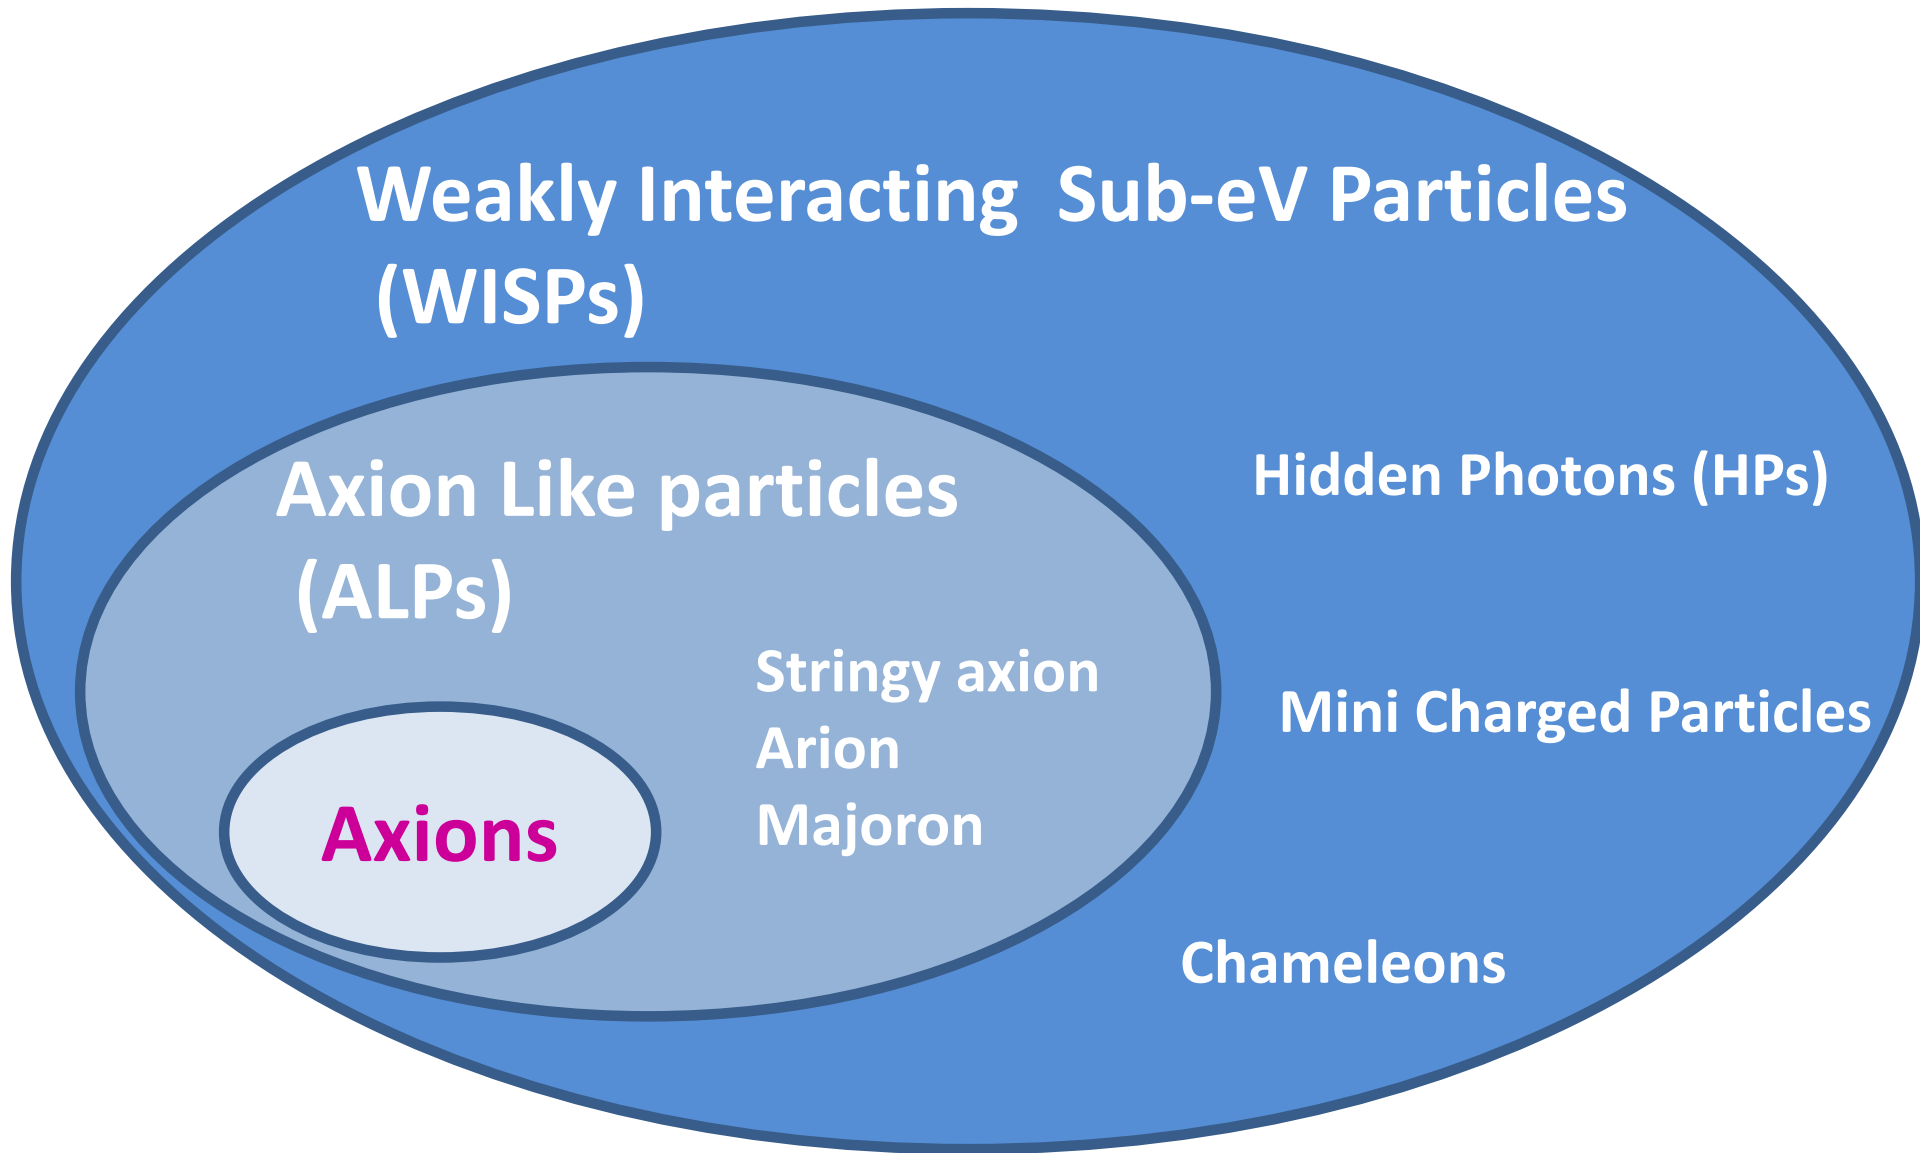 Weakly Interacting  Sub-eV Particles
(WISPs)
Axion Like particles
(ALPs)
Hidden Photons (HPs)
Stringy axion
Arion
Majoron
Mini Charged Particles
Axions
Chameleons